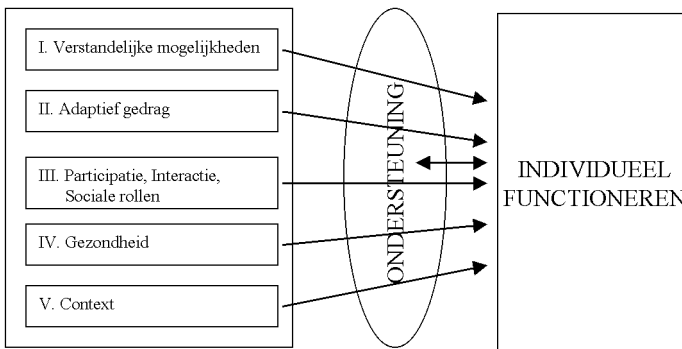 I. Verstandelijke mogelijkheden
II. Adaptief gedrag
III. Participatie, Interactie,
Sociale rollen
IV. Gezondheid
V. Context
ONDERSTEUNING
INDIVIDUEEL
FUNCTIONEREN